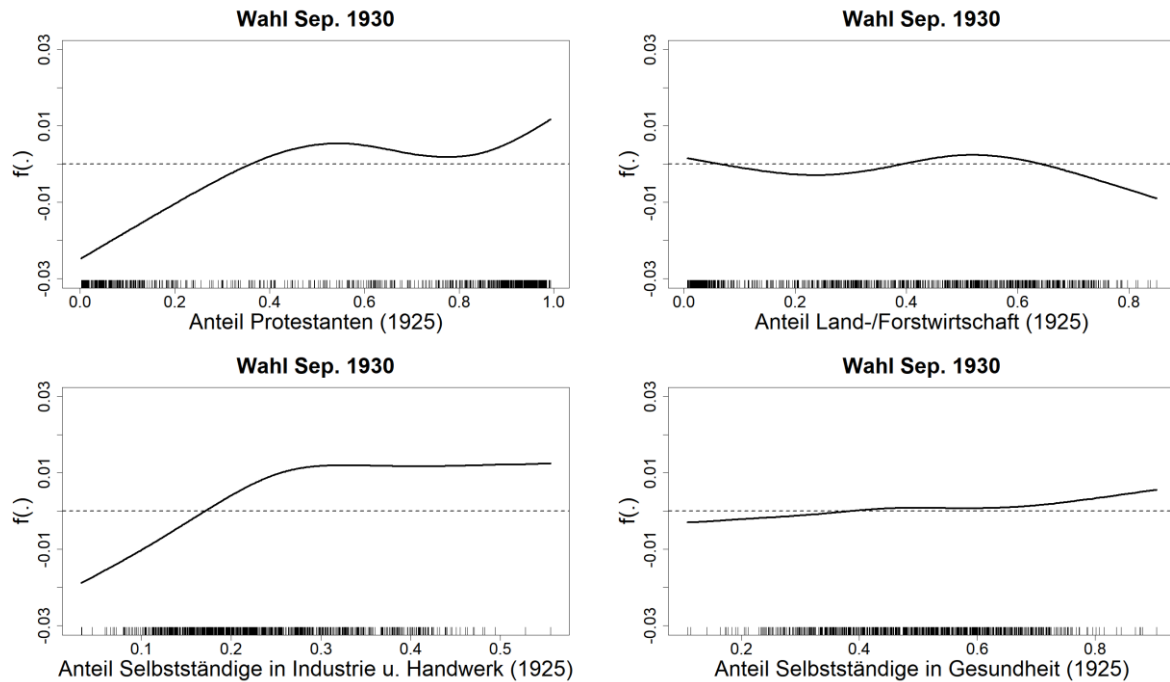 Wahl Sep. 1930
f(.)
0.03
0.01
-0.01
-0.03
0.0 0.2 0.4 0.6 0.8 1.0
Anteil Protestanten (1925)
Wahl Sep. 1930
f(.)
0.03
0.01
-0.01
-0.03
0.0 0.2 0.4 0.6 0.8
Anteil Land-/Forstwirtschaft (1925)
Wahl Sep. 1930
f(.)
0.03
0.01
-0.01
-0.03
0.1 0.2 0.3 0.4 0.5
Anteil Selbstständige in Industrie u. Handwerk (1925)
Wahl Sep. 1930
f(.)
0.03
0.01
-0.01
-0.03
0.2 0.4 0.6 0.8
Anteil Selbstständige in Gesundheit (1925)